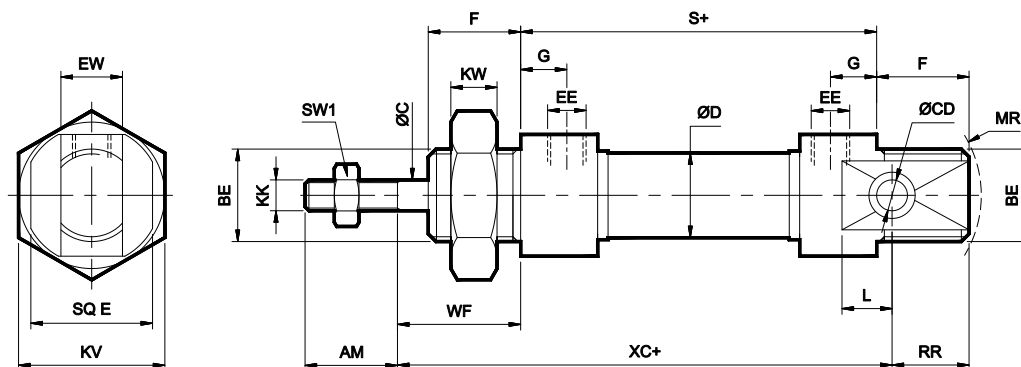 EW
SQ E
KV
F
S+
G
G
F
KW
EE
EE
SW1
ØC
ØD
ØCD
MR
BE
KK
BE
L
WF
AM
XC+
RR